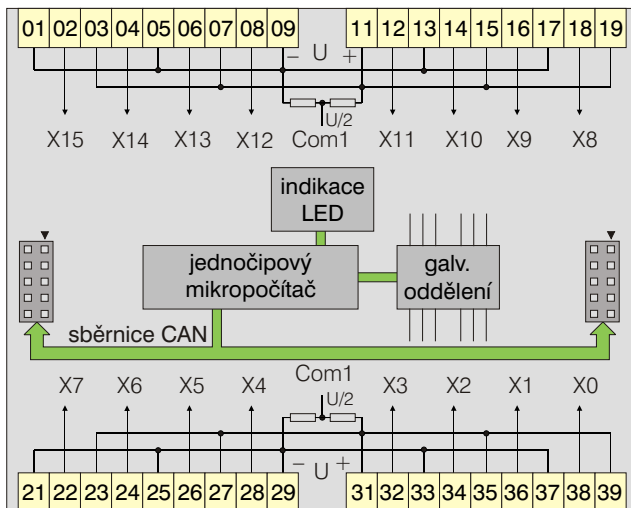 01 02 03 04 05 06 07 08 09 11 12 13 14 15 16 17 18 19
− U +
U/2
X15 X14 X13 X12 Com1 X11 X10 X9 X8
indikace
LED
jednočipový
mikropočítač
galv.
oddělení
sběrnice CAN
X7 X6 X5 X4 Com1 X3 X2 X1 X0
U/2
− U +
21 22 23 24 25 26 27 28 29 31 32 33 34 35 36 37 38 39